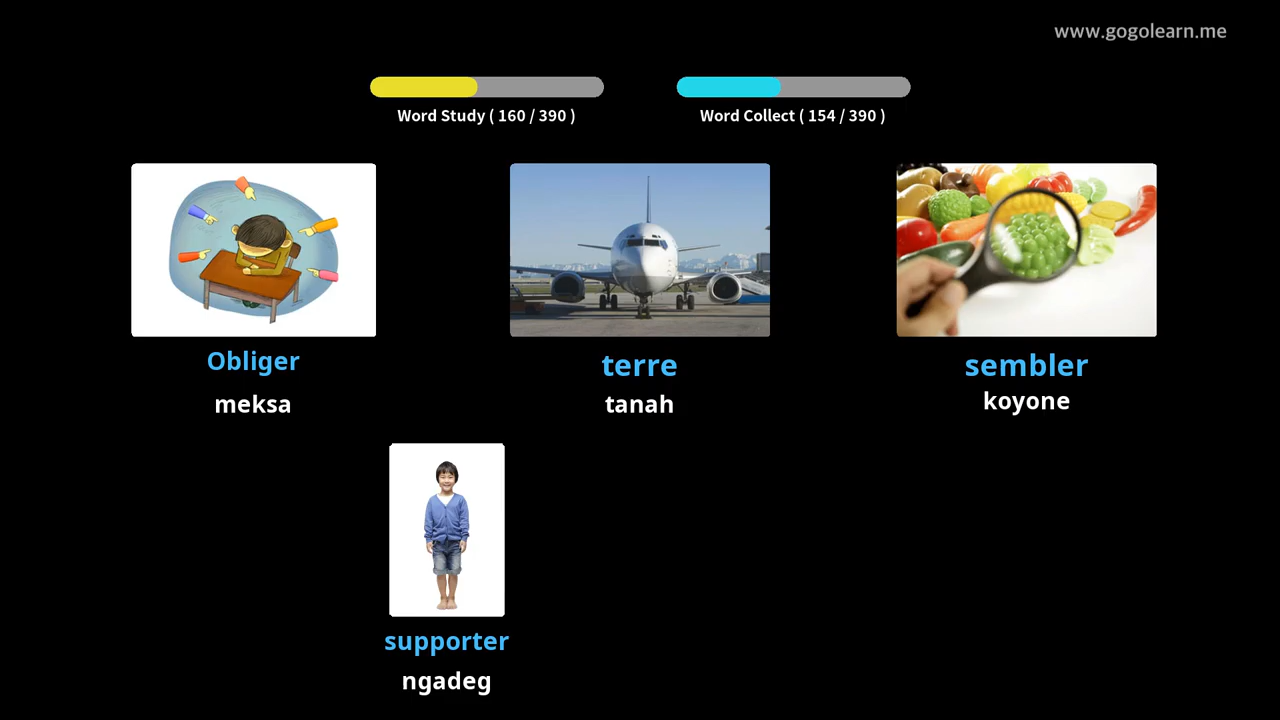 www.gogolearn.me
Word Study ( 160 / 390 )
Word Collect ( 154 / 390 )
Obliger
meksa
terre
tanah
sembler
koyone
supporter
ngadeg